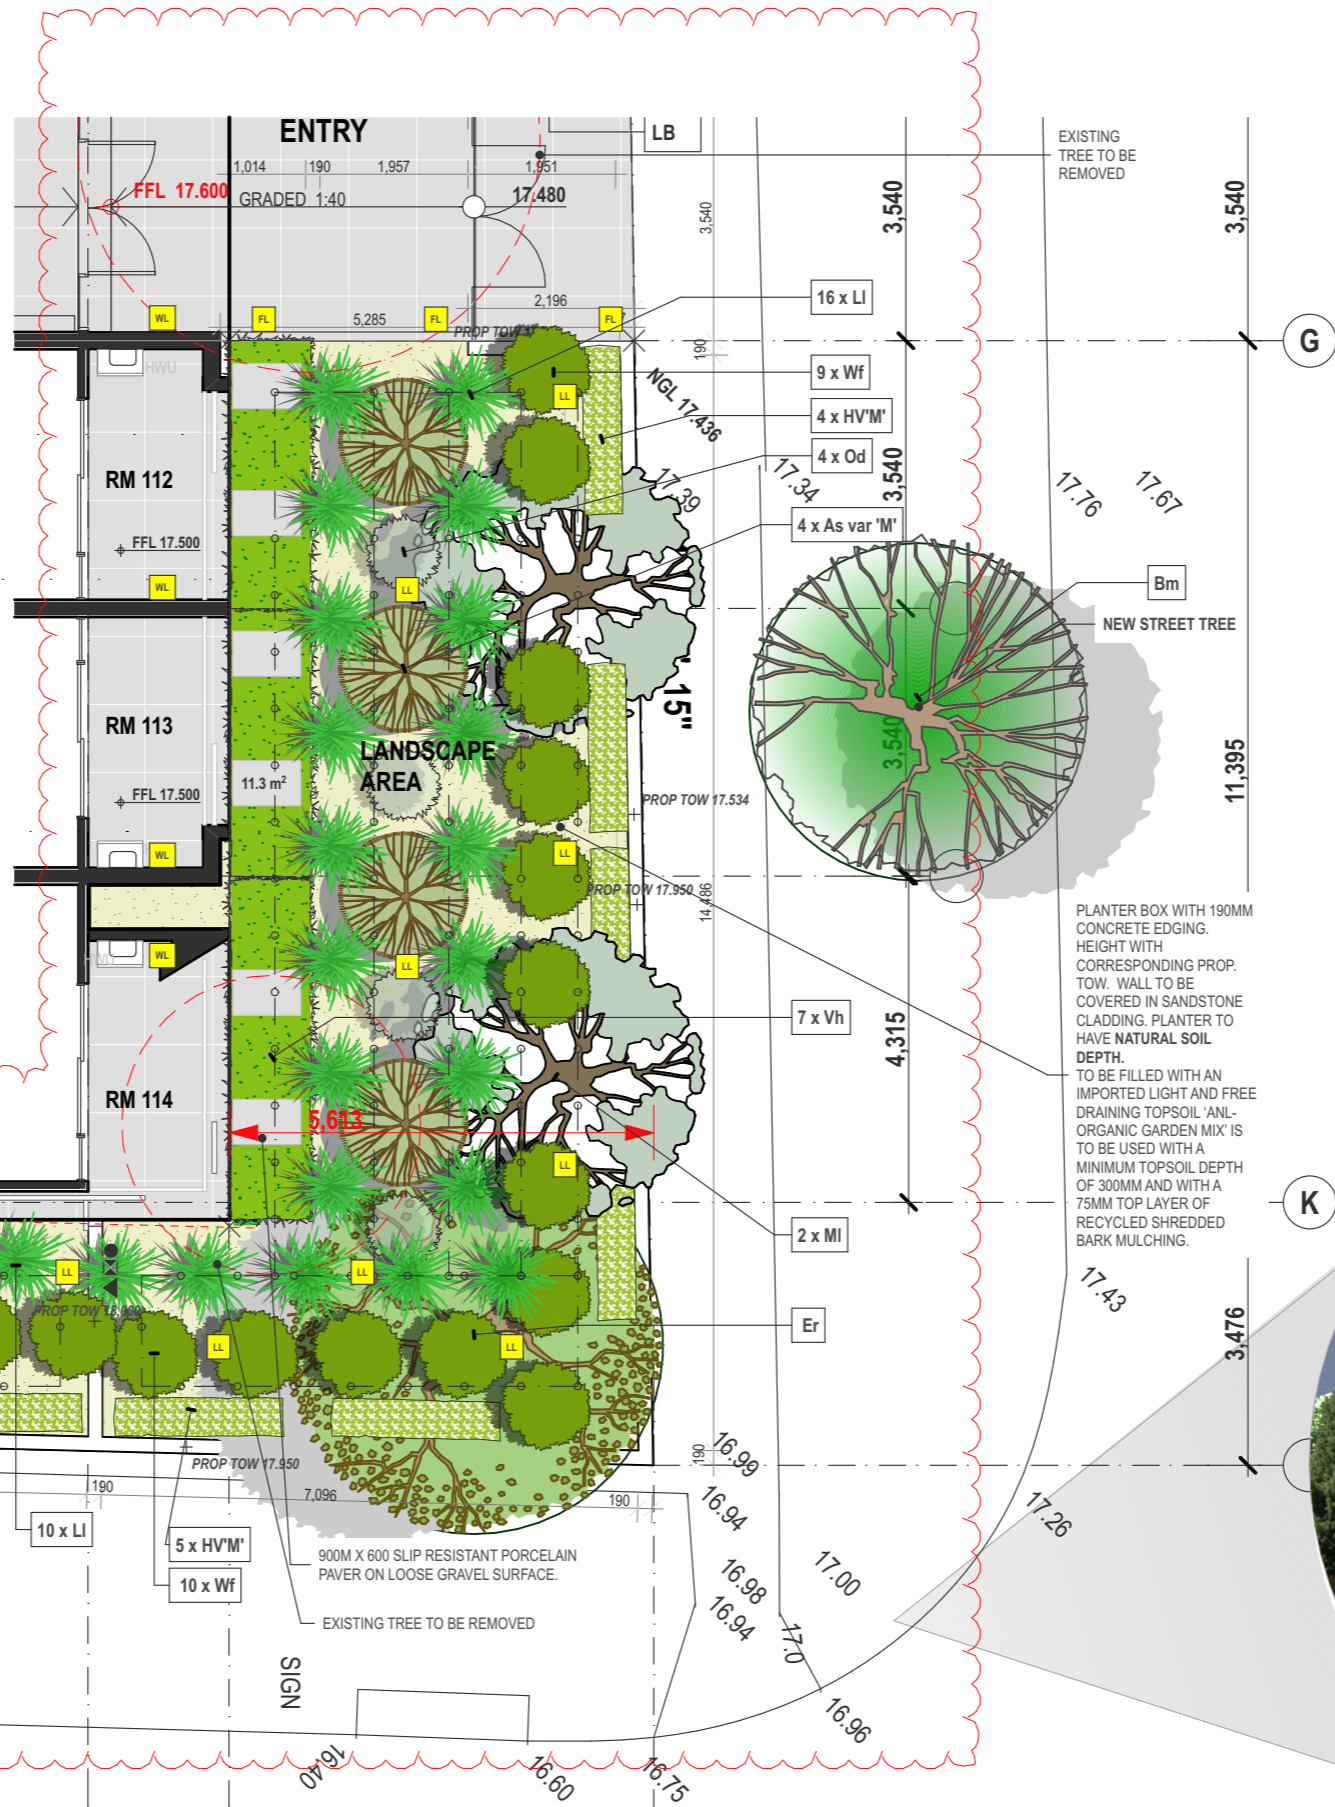 ENTRY
LB
EXISTING
TREE TO BE
REMOVED
1,014
190
1,957
1,951
FFL 17.600
GRADED 1:40
17.480
3,540
3,540
3,540
16 x LI
WL
FL
5,285
FL
2,196
FL
G
190
HWU
9 x Wf
LL
NGL 17.436
4 x HV'M'
RM 112
4 x Od
3,540
17.39
17.34
17.76
17.67
4 x As var 'M'
FFL 17.500
WL
LL
Bm
NEW STREET TREE
15"
RM 113
LANDSCAPE
AREA
3,540
11.3 m²
FFL 17.500
PROP TOW 17.534
11,395
WL
LL
PROP TOW 17.950
14,486
PLANTER BOX WITH 190MM
CONCRETE EDGING.
HEIGHT WITH
CORRESPONDING PROP.
TOW. WALL TO BE
COVERED IN SANDSTONE
CLADDING. PLANTER TO
HAVE NATURAL SOIL
DEPTH.
TO BE FILLED WITH AN
IMPORTED LIGHT AND FREE
DRAINING TOPSOIL 'ANL-
ORGANIC GARDEN MIX' IS
TO BE USED WITH A
MINIMUM TOPSOIL DEPTH
OF 300MM AND WITH A
75MM TOP LAYER OF
RECYCLED SHREDDED
BARK MULCHING.
WL
LL
7 x Vh
4,315
RM 114
5,613
LL
K
2 x MI
LL
LL
17.43
Er
3,476
LL
LL
PROP TOW 17.950
190
16.99
190
7,096
190
16.94
17.26
10 x LI
5 x HV'M'
10 x Wf
900M X 600 SLIP RESISTANT PORCELAIN
PAVER ON LOOSE GRAVEL SURFACE.
EXISTING TREE TO BE REMOVED
16.98
17.00
16.94
17.0
SIGN
16.96
16.40
16.60
16.75